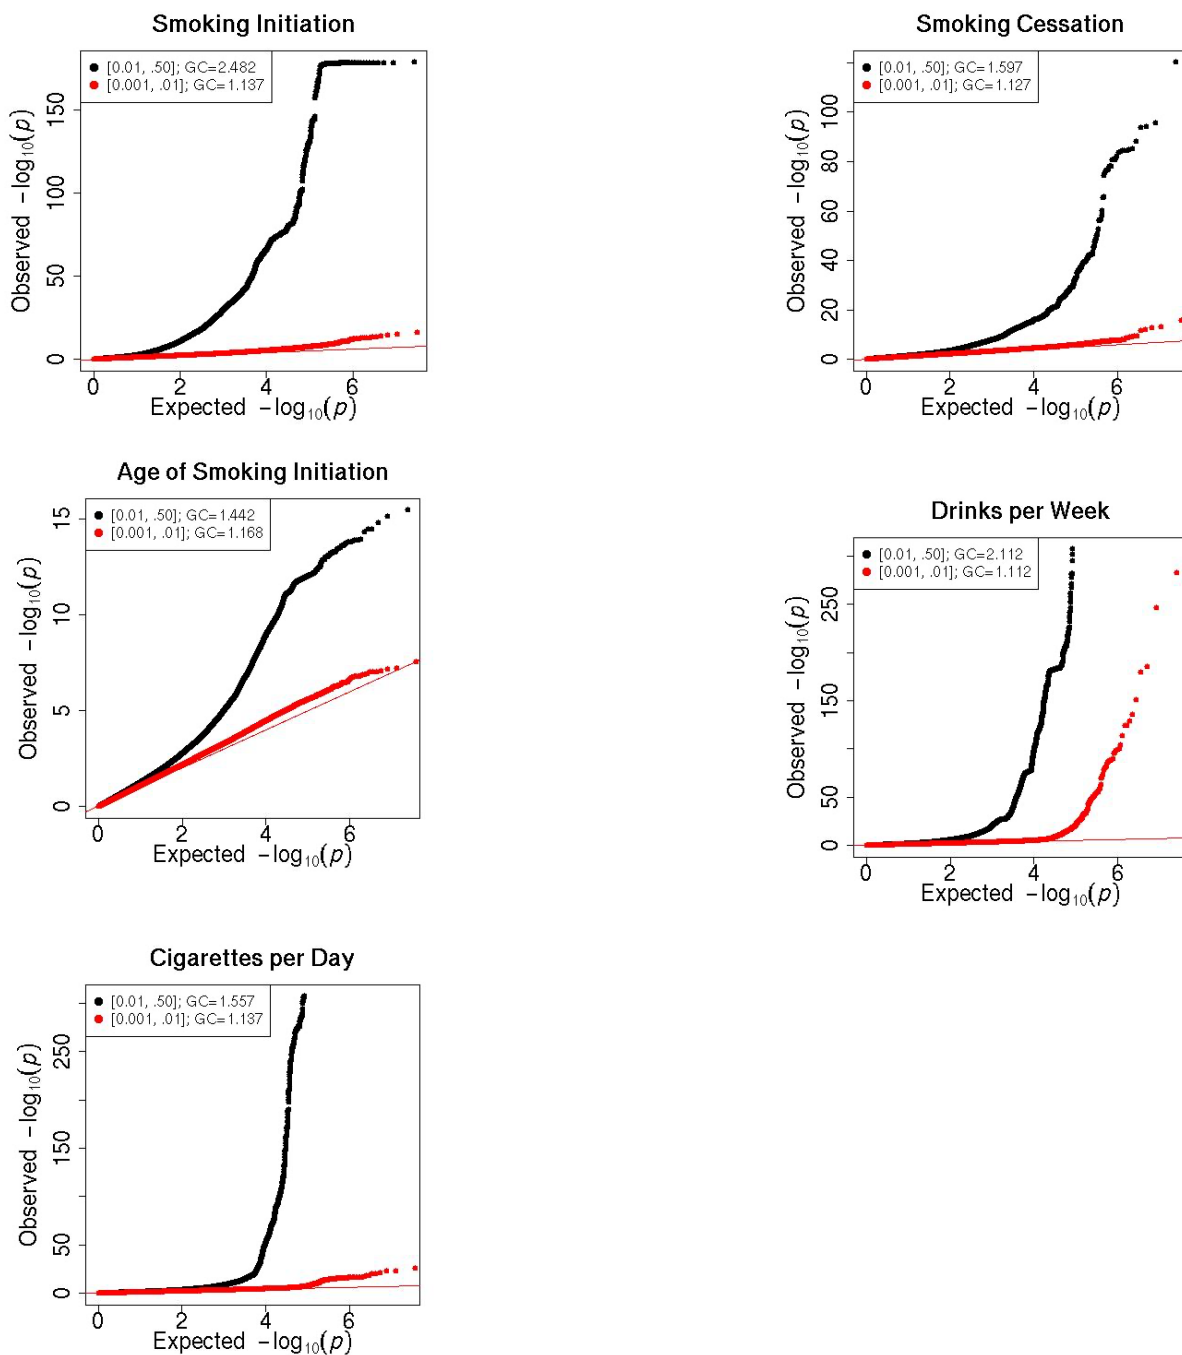 Smoking Initiation
[0.01, .50]; GC=2.482
[0.001, .01]; GC=1.137
Observed −log10(p)
150
100
50
0
0 2 4 6
Expected −log10(p)
Smoking Cessation
[0.01, .50]; GC=1.597
[0.001, .01]; GC=1.127
Observed −log10(p)
100
80
60
40
20
0
0 2 4 6
Expected −log10(p)
Age of Smoking Initiation
[0.01, .50]; GC=1.442
[0.001, .01]; GC=1.168
Observed −log10(p)
15
10
5
0
0 2 4 6
Expected −log10(p)
Drinks per Week
[0.01, .50]; GC=2.112
[0.001, .01]; GC=1.112
Observed −log10(p)
250
150
50
0
0 2 4 6
Expected −log10(p)
Cigarettes per Day
[0.01, .50]; GC=1.557
[0.001, .01]; GC=1.137
Observed −log10(p)
250
150
50
0
0 2 4 6
Expected −log10(p)